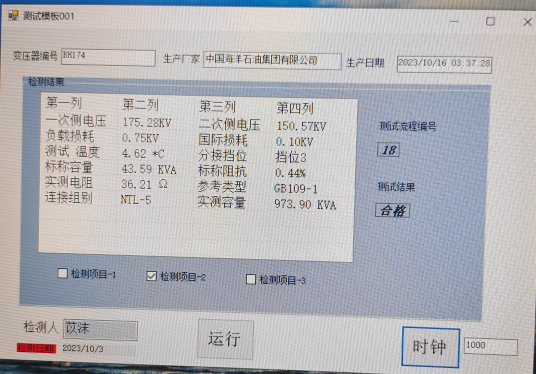 测试模板001
变压器编号 BH174 生产厂家 中国海洋石油集团有限公司 生产日期 2023/10/16 03 37.28
检测结果
第一列 第二列 第三列 第四列
一次侧电压 175.28KV 二次侧电压 150.57KV
负载损耗 0.75KV 国际损耗 0.10KV
测试 温度 4.62 *C 分接挡位 挡位3
标称容量 43.59 KVA 标称阻抗 0.44%
实测电阻 36.21 Ω 参考类型 GB109-1
连接组别 NTL-5 实测容量 973.90 KVA
测试流程编号
18
测试结果
合格
检测项目-1 检测项目-2 检测项目-3
检测人 苡沫 运行 时钟 1000
检测日期 2023/10/3